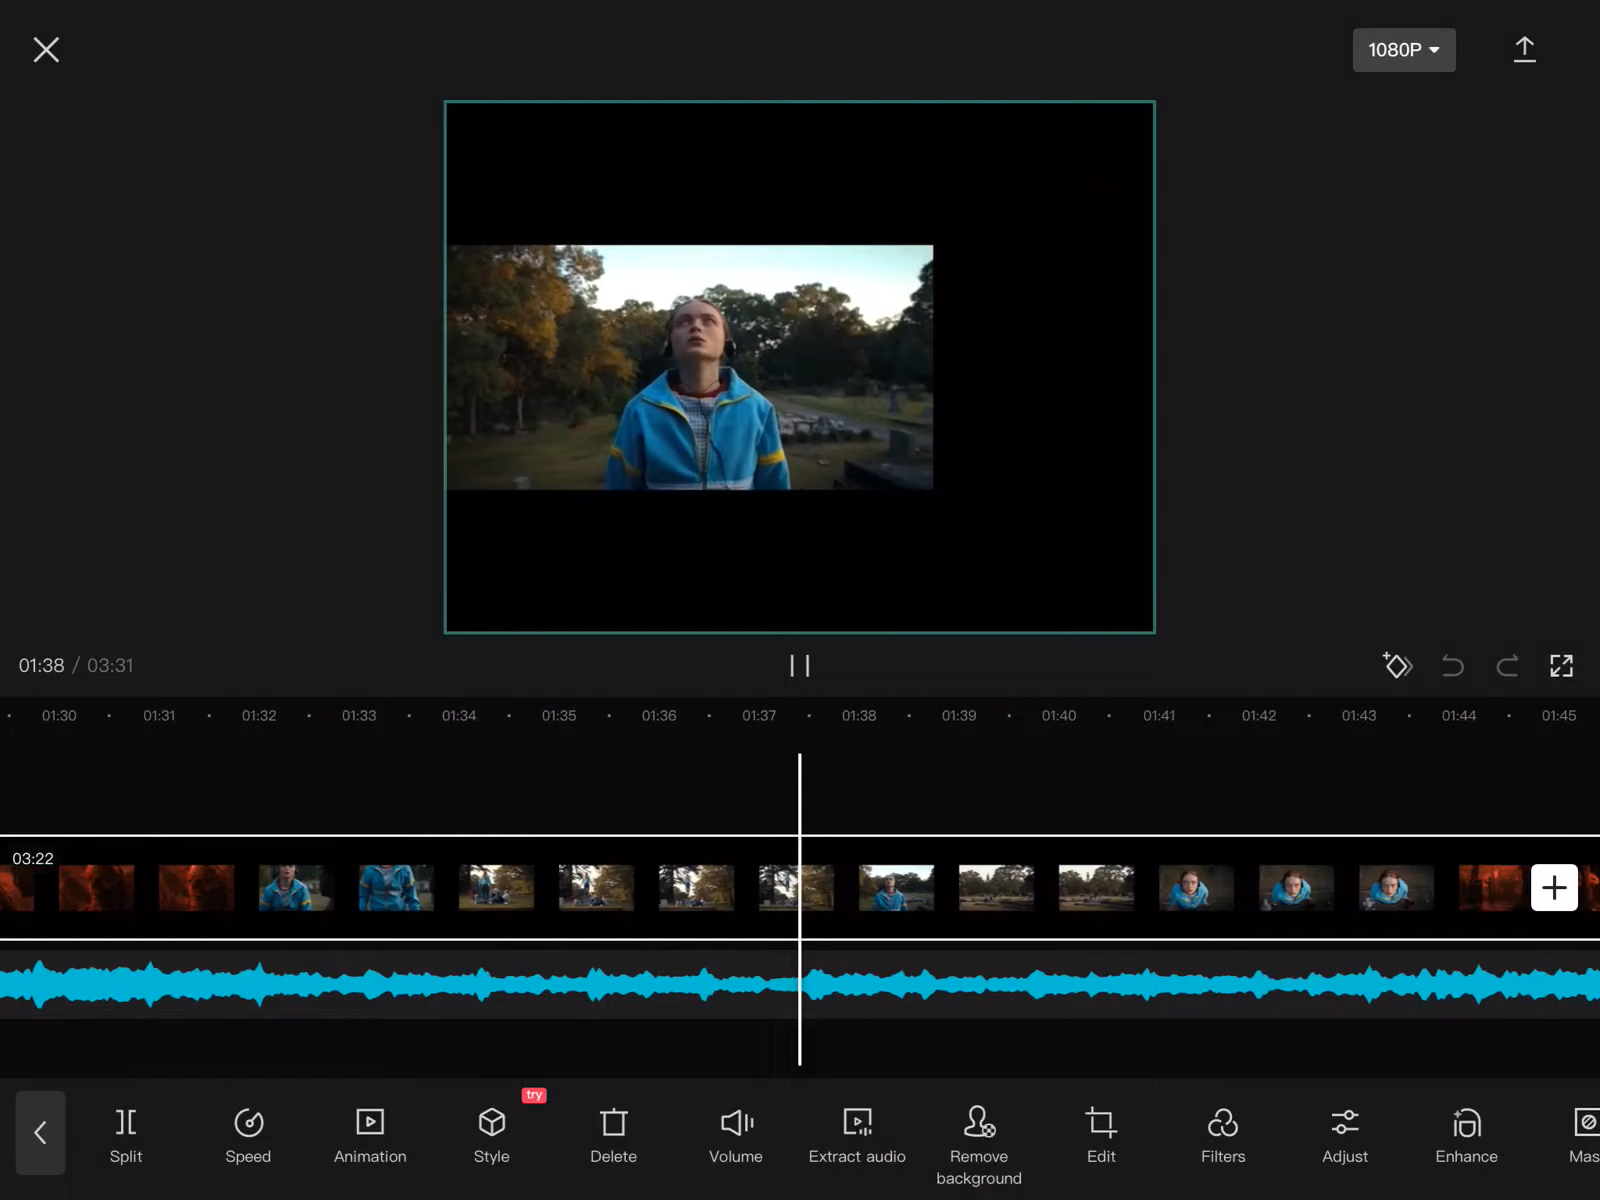 1080P
01:38 / 03:31
01:30 01:31 01:32 01:33 01:34 01:35 01:36 01:37 01:38 01:39 01:40 01:41 01:42 01:43 01:44 01:45
03:22
try
Split Speed Animation Style Delete Volume Extract audio Remove Edit Filters Adjust Enhance Mas
background